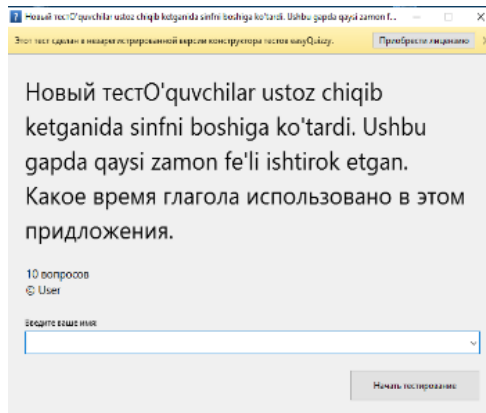 Новый тестO'quvchilar ustoz chiqib ketganida sinfni boshiga ko'tardi. Ushbu gapda qaysi zamon f...
Этот тест сделан в незарегистрированной версии конструктора тестов easyQuizzy.
Приобрести лицензию
Новый тестO'quvchilar ustoz chiqib
ketganida sinfni boshiga ko'tardi. Ushbu
gapda qaysi zamon fe'li ishtirok etgan.
Какое время глагола использовано в этом
предложения.
10 вопросов
© User
Введите ваше имя:
Начать тестирование